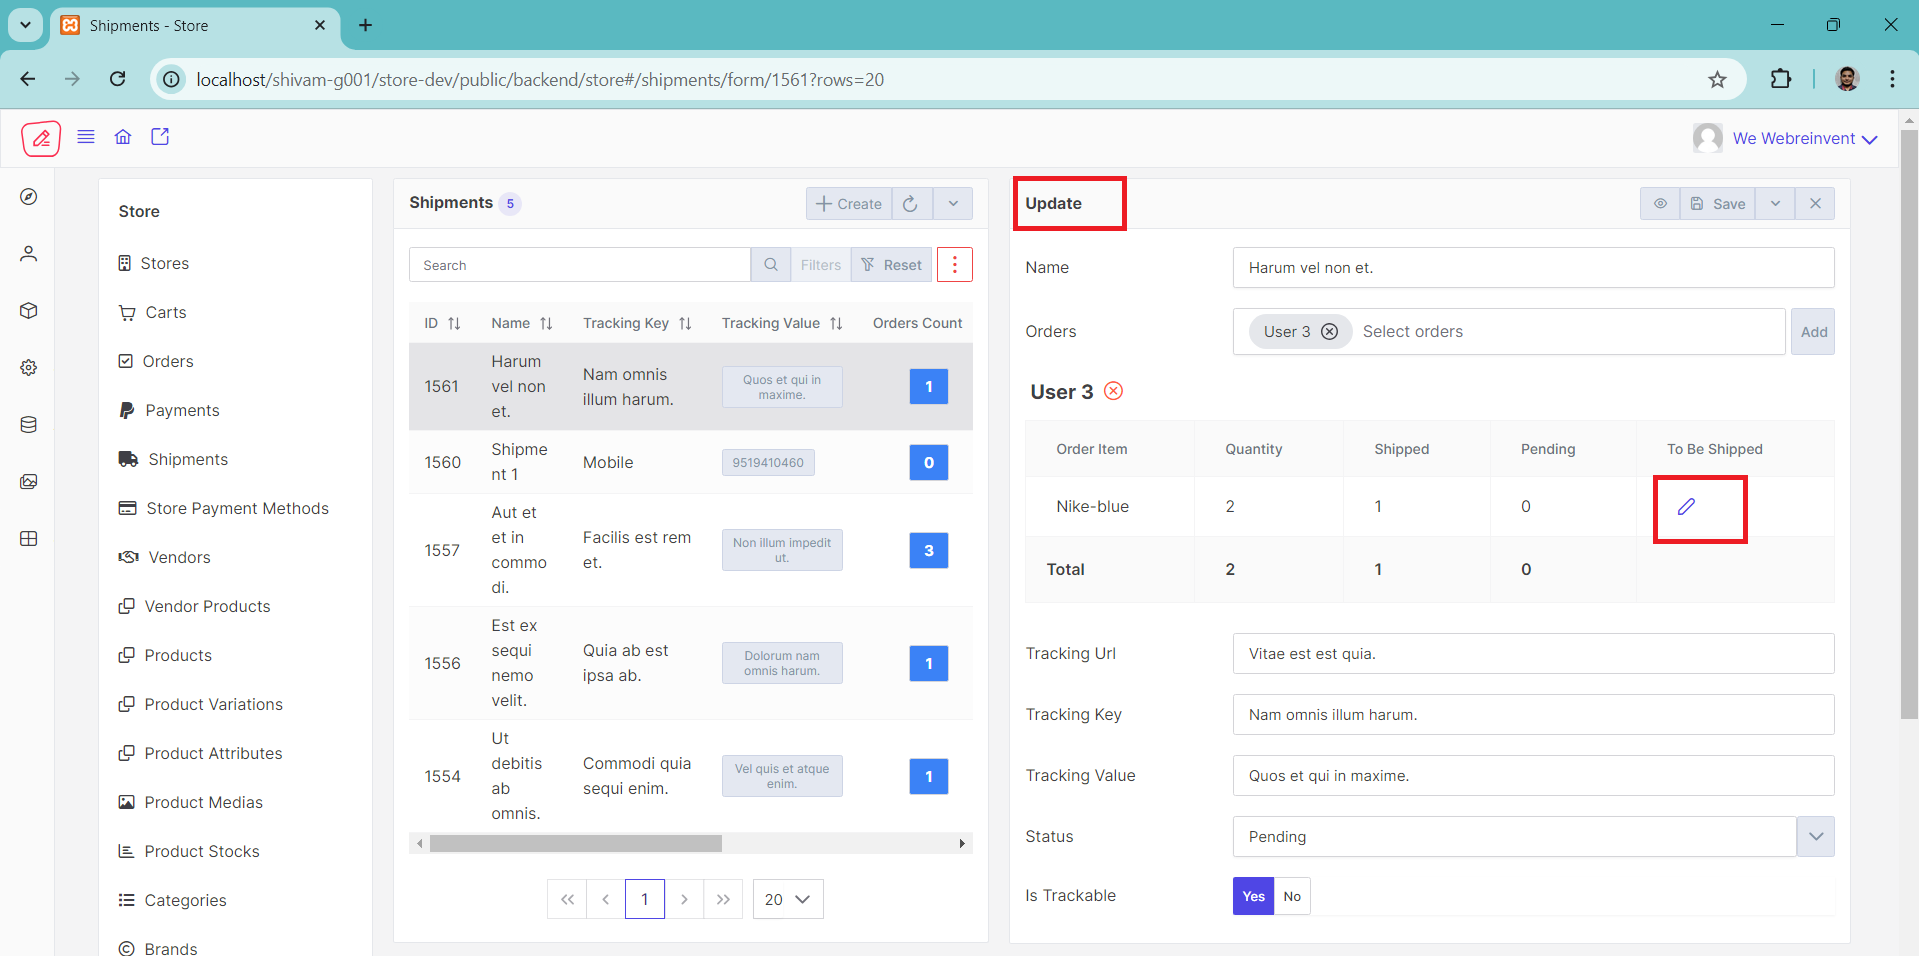 Shipments - Store
localhost/shivam-g001/store-dev/public/backend/store#/shipments/form/1561?rows=20
We Webreinvent
Store
Stores
Carts
Orders
Payments
Shipments
Store Payment Methods
Vendors
Vendor Products
Products
Product Variations
Product Attributes
Product Medias
Product Stocks
Categories
Brands
Shipments 5
Create
Search
Filters
Reset
ID Name Tracking Key Tracking Value Orders Count
1561
Harum
vel non
et.
Nam omnis
illum harum.
Quos et qui in
maxime.
1
1560
Shipme
nt 1
Mobile
9519410460
0
1557
Aut et
et in
commo
di.
Facilis est rem
et.
Non illum impedit
ut.
3
1556
Est ex
sequi
nemo
velit.
Quia ab est
ipsa ab.
Dolorum nam
omnis harum.
1
1554
Ut
debitis
ab
omnis.
Commodi quia
sequi enim.
Vel quis et atque
enim.
1
1
20
Update
Save
Name
Harum vel non et.
Orders
User 3
Select orders
Add
User 3
Order Item Quantity Shipped Pending To Be Shipped
Nike-blue 2 1 0
Total 2 1 0
Tracking Url
Vitae est est quia.
Tracking Key
Nam omnis illum harum.
Tracking Value
Quos et qui in maxime.
Status
Pending
Is Trackable
Yes No